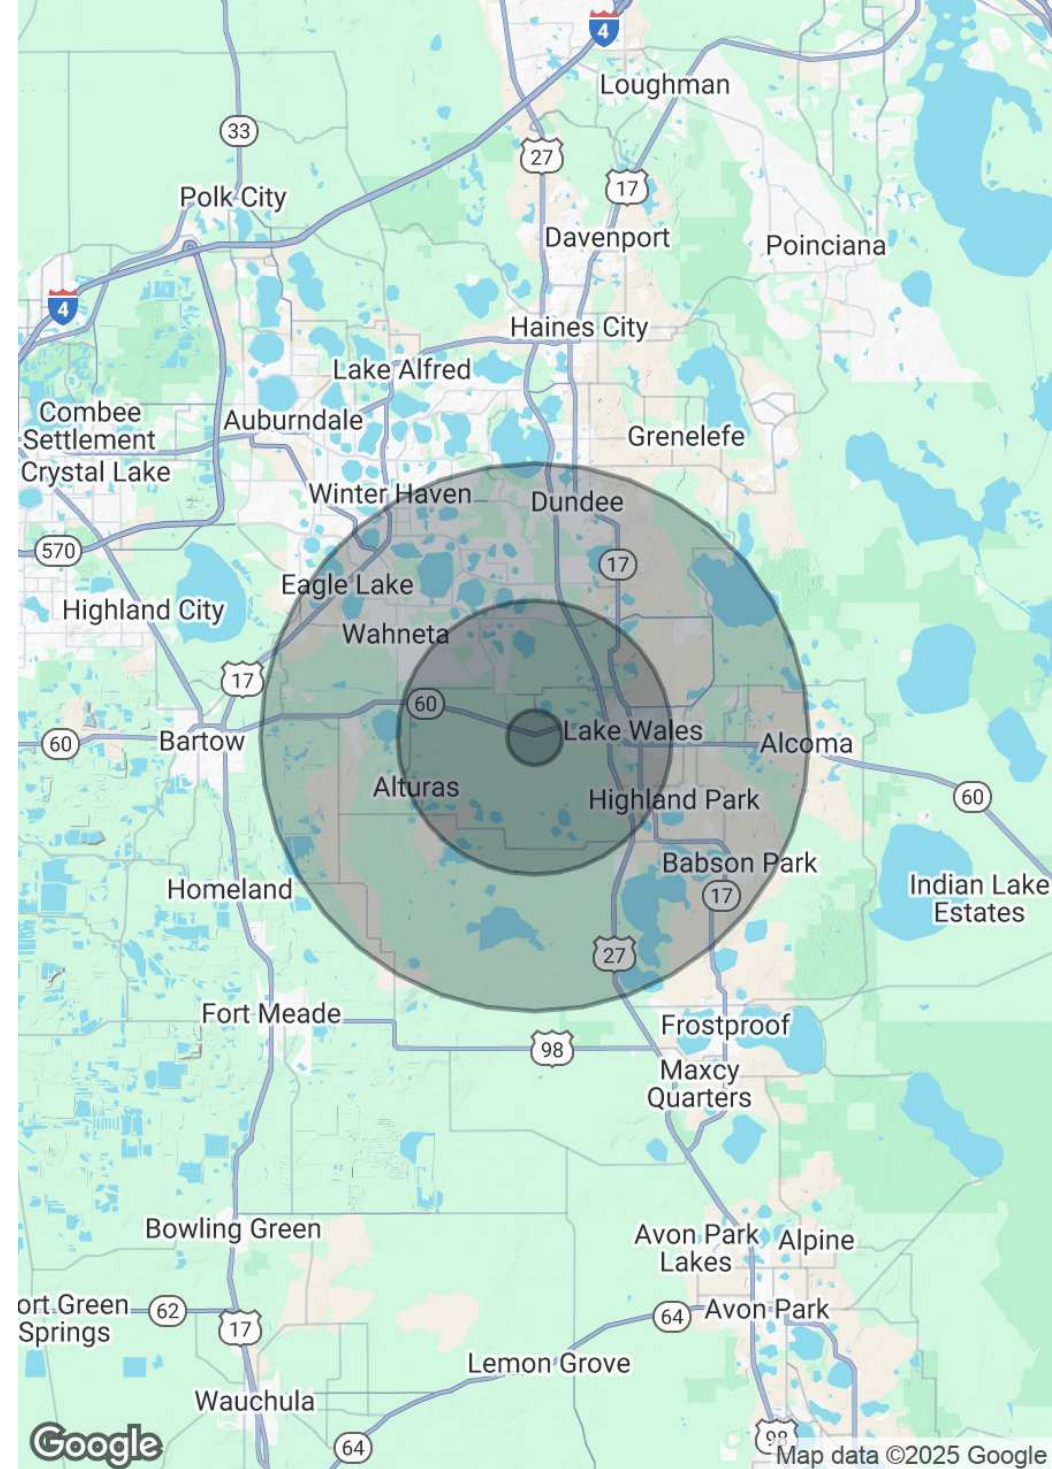 4
Loughman
33
27
17
Polk City
Davenport
Poinciana
4
Haines City
Lake Alfred
Combee
Settlement
Auburndale
Grenelefe
Crystal Lake
Winter Haven
Dundee
570
17
Eagle Lake
Highland City
Wahneta
17
60
Lake Wales
60
Bartow
Alcoma
Alturas
Highland Park
60
Babson Park
Homeland
17
Indian Lake
Estates
27
Fort Meade
Frostproof
98
Maxcy
Quarters
Bowling Green
Avon Park
Lakes
Alpine
ort Green
Springs
62
17
64
Avon Park
Lemon Grove
Wauchula
64
98
Google
Map data ©2025 Google